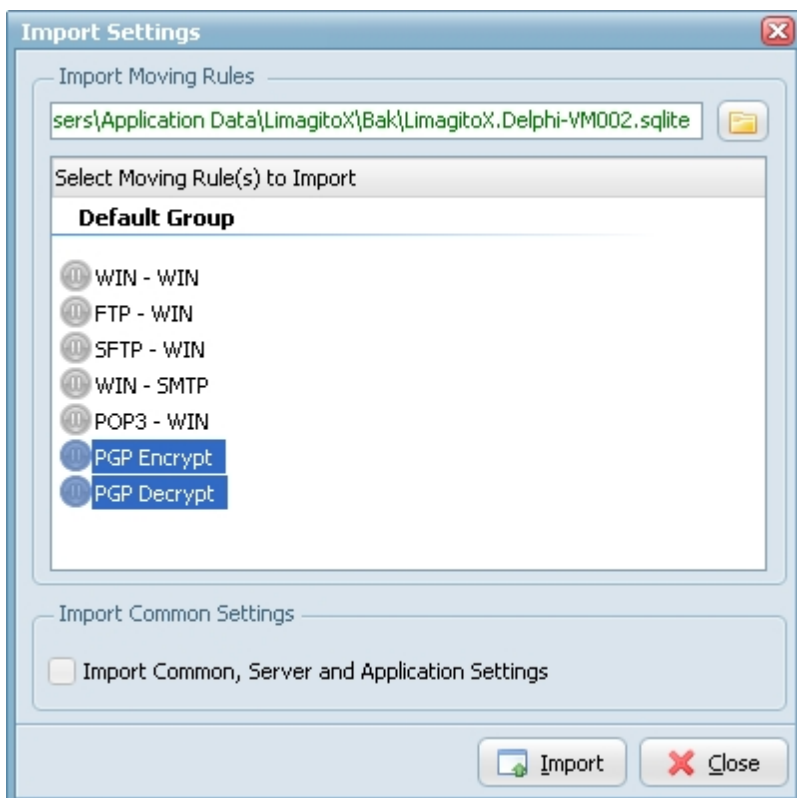 Import Settings
Import Moving Rules
sers\Application Data\LimagitoX\Bak\LimagitoX.Delphi-VM002.sqlite
Select Moving Rule(s) to Import
Default Group
WIN - WIN
FTP - WIN
SFTP - WIN
WIN - SMTP
POP3 - WIN
PGP Encrypt
PGP Decrypt
Import Common Settings
Import Common, Server and Application Settings
Import Close